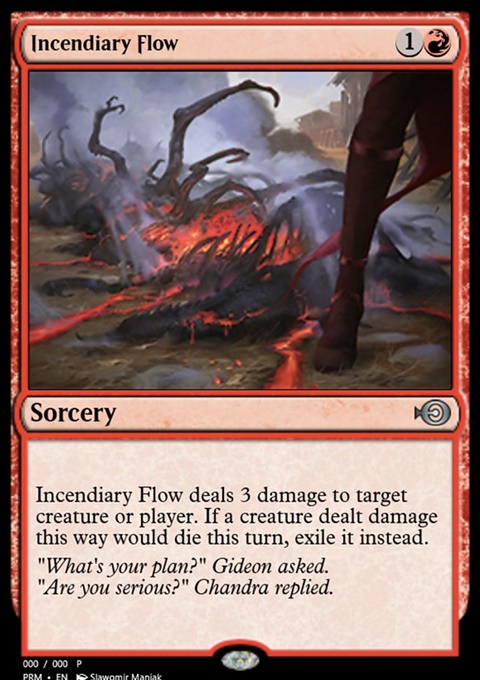 Incendiary Flow 1
Sorcery
Incendiary Flow deals 3 damage to target
creature or player. If a creature dealt damage
this way would die this turn, exile it instead.
"What's your plan?" Gideon asked.
"Are you serious?" Chandra replied.
000 / 000 P
PRM • EN Slawomir Maniak